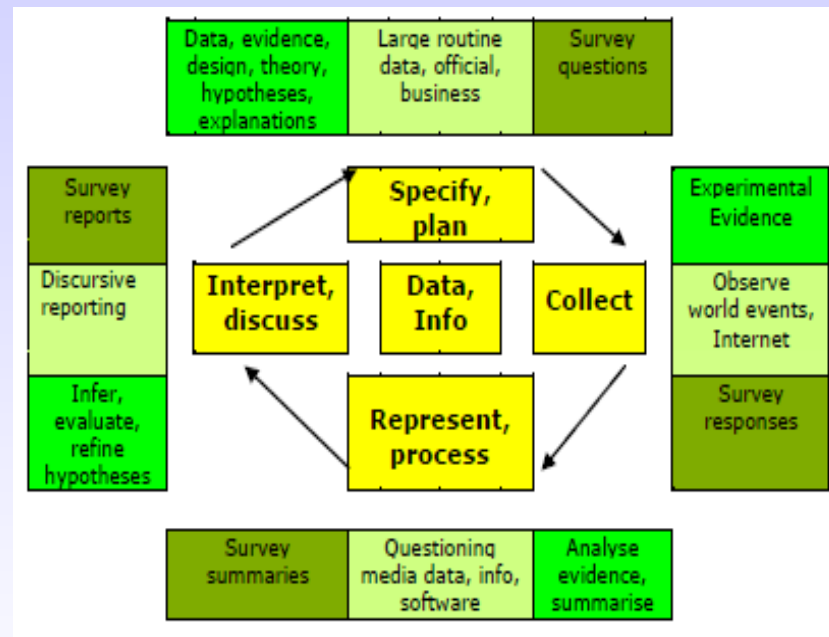 Data, evidence,
design, theory,
hypotheses,
explanations
Large routine
data, official,
business
Survey
questions
Survey
reports
Discursive
reporting
Infer,
evaluate,
refine
hypotheses
Specify,
plan
Interpret,
discuss
Data,
Info
Collect
Represent,
process
Experimental
Evidence
Observe
world events,
Internet
Survey
responses
Survey
summaries
Questioning
media data, info,
software
Analyse
evidence,
summarise